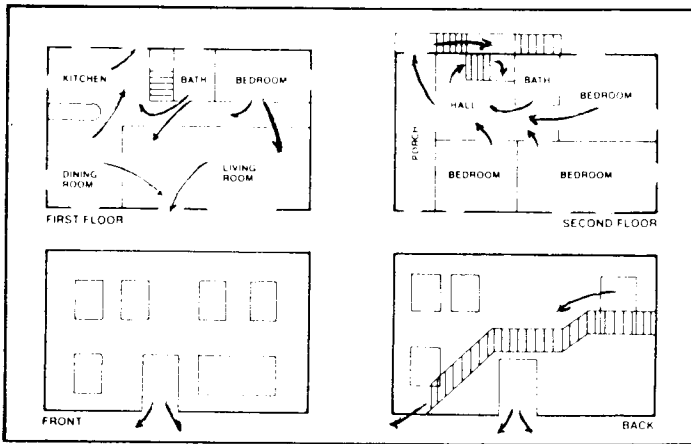 KITCHEN
BATH
BEDROOM
DINING
ROOM
LIVING
ROOM
FIRST FLOOR
HALL
BATH
BEDROOM
PORCH
BEDROOM
BEDROOM
SECOND FLOOR
FRONT
BACK